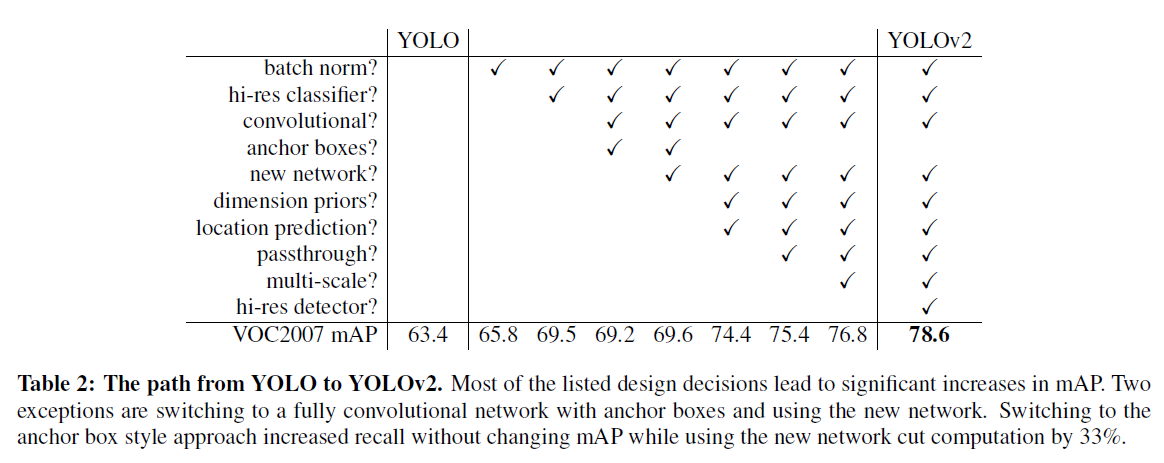 YOLO YOLOv2
batch norm? ✓ ✓ ✓ ✓ ✓ ✓ ✓ ✓
hi-res classifier? ✓ ✓ ✓ ✓ ✓ ✓ ✓
convolutional? ✓ ✓ ✓ ✓ ✓ ✓
anchor boxes? ✓ ✓
new network? ✓ ✓ ✓ ✓ ✓
dimension priors? ✓ ✓ ✓ ✓
location prediction? ✓ ✓ ✓ ✓
passthrough? ✓ ✓ ✓
multi-scale? ✓ ✓
hi-res detector? ✓
VOC2007 mAP 63.4 65.8 69.5 69.2 69.6 74.4 75.4 76.8 78.6
Table 2: The path from YOLO to YOLOv2. Most of the listed design decisions lead to significant increases in mAP. Two
exceptions are switching to a fully convolutional network with anchor boxes and using the new network. Switching to the
anchor box style approach increased recall without changing mAP while using the new network cut computation by 33%.